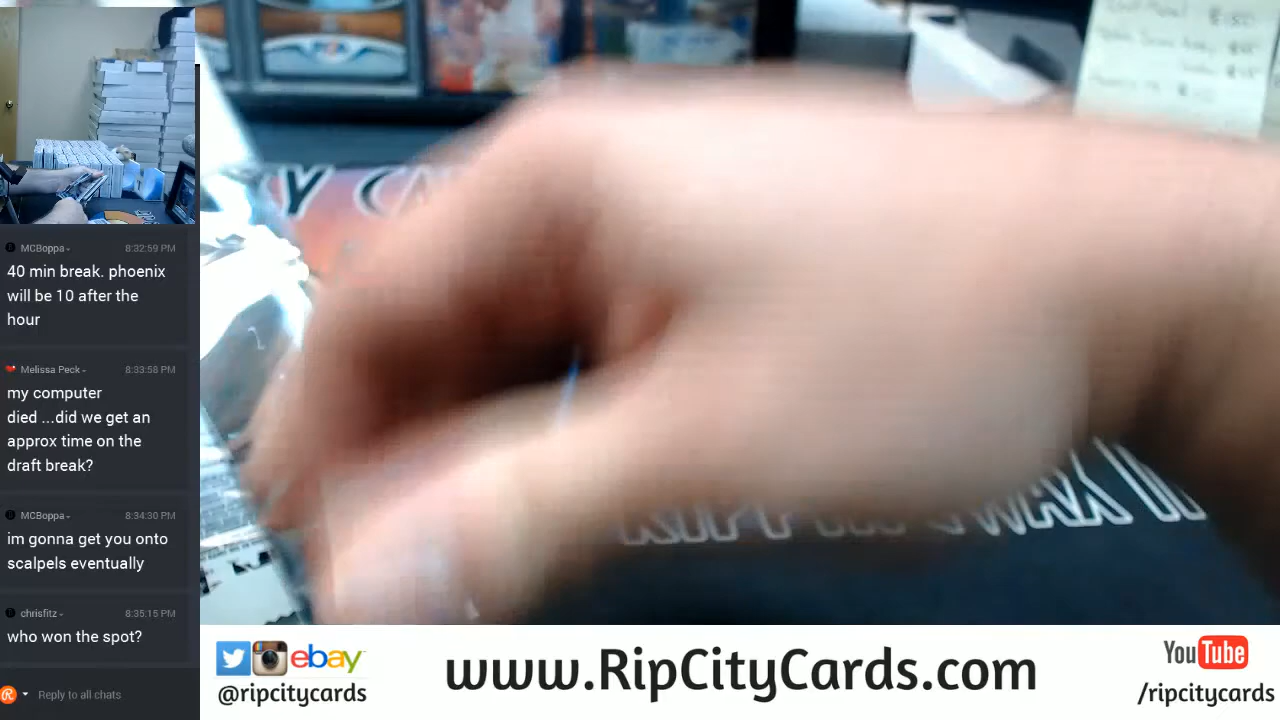 MCBoppa 8:32:59 PM
40 min break. phoenix
will be 10 after the
hour
Melissa Peck 8:33:58 PM
my computer
died ...did we get an
approx time on the
draft break?
MCBoppa 8:34:30 PM
im gonna get you onto
scalpels eventually
chrisfitz 8:35:15 PM
who won the spot?
Reply to all chats
ebay
@ripcitycards
www.RipCityCards.com
YouTube
/ripcitycards